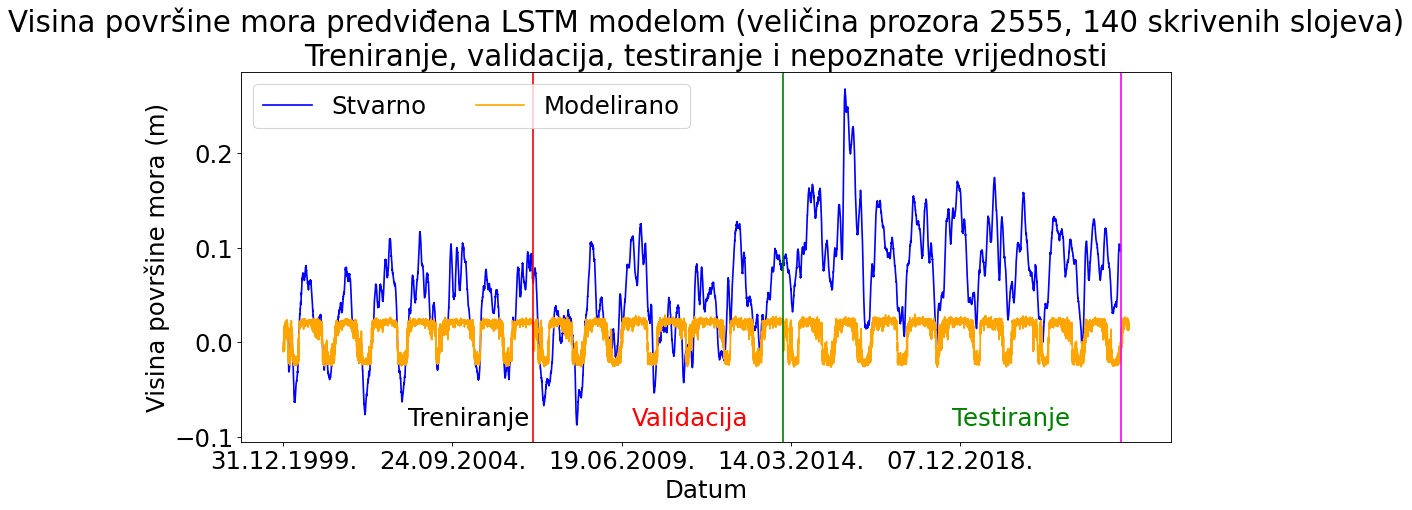 Visina površine mora predviđena LSTM modelom (veličina prozora 2555, 140 skrivenih slojeva)
Treniranje, validacija, testiranje i nepoznate vrijednosti
Stvarno
Modelirano
Visina površine mora (m)
0.2
0.1
0.0
−0.1
Treniranje
Validacija
Testiranje
31.12.1999.
24.09.2004.
19.06.2009.
14.03.2014.
07.12.2018.
Datum